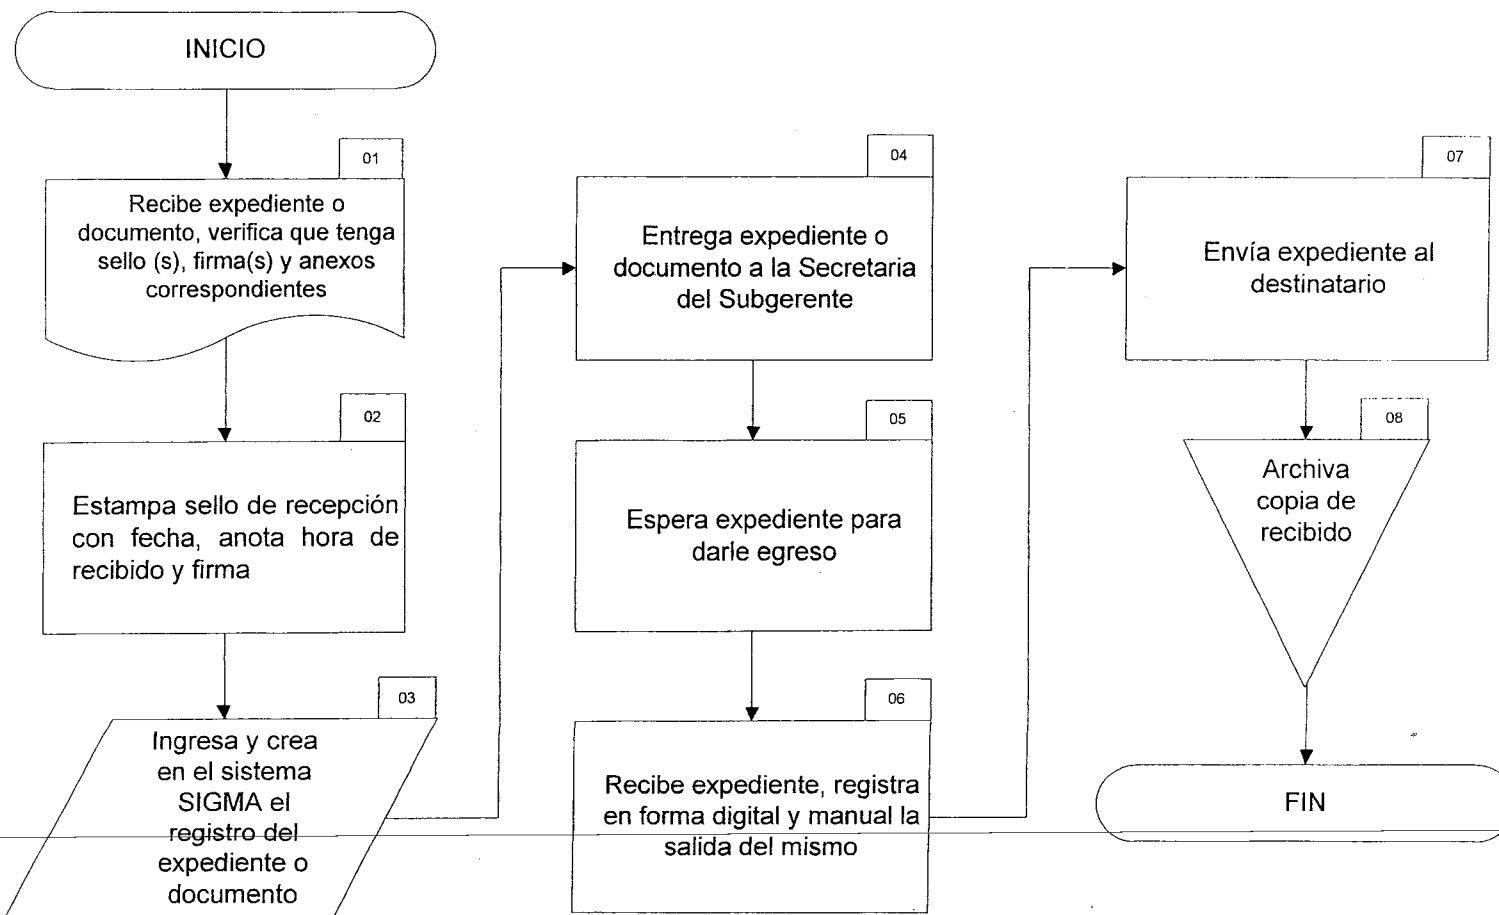 INICIO
01
Recibe expediente o
documento, verifica que tenga
sello (s), firma(s) y anexos
correspondientes
02
Estampa sello de recepción
con fecha, anota hora de
recibido y firma
03
Ingresa y crea
en el sistema
SIGMA el
registro del
expediente o
documento
04
Entrega expediente o
documento a la Secretaria
del Subgerente
05
Espera expediente para
darle egreso
06
Recibe expediente, registra
en forma digital y manual la
salida del mismo
07
Envía expediente al
destinatario
08
Archiva
copia de
recibido
FIN